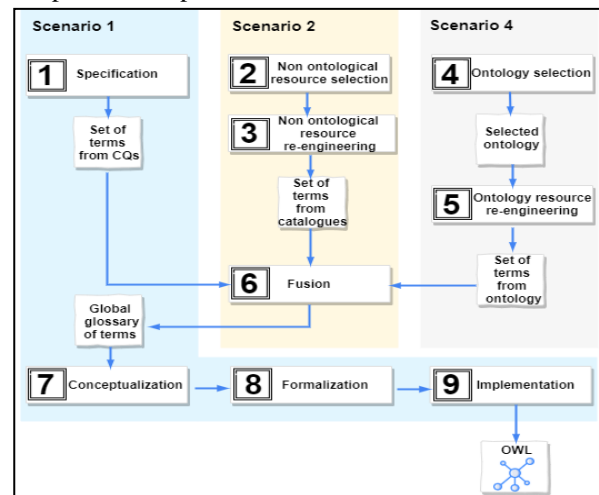 Scenario 1
Scenario 2
Scenario 4
1
Specification
2
Non ontological
resource selection
4
Ontology selection
Set of
terms
from CQs
3
Non ontological
resource
re-engineering
Selected
ontology
Set of
terms
from
catalogues
5
Ontology resource
re-engineering
6
Fusion
Set of
terms
from
ontology
Global
glossary
of terms
7
Conceptualization
8
Formalization
9
Implementation
OWL